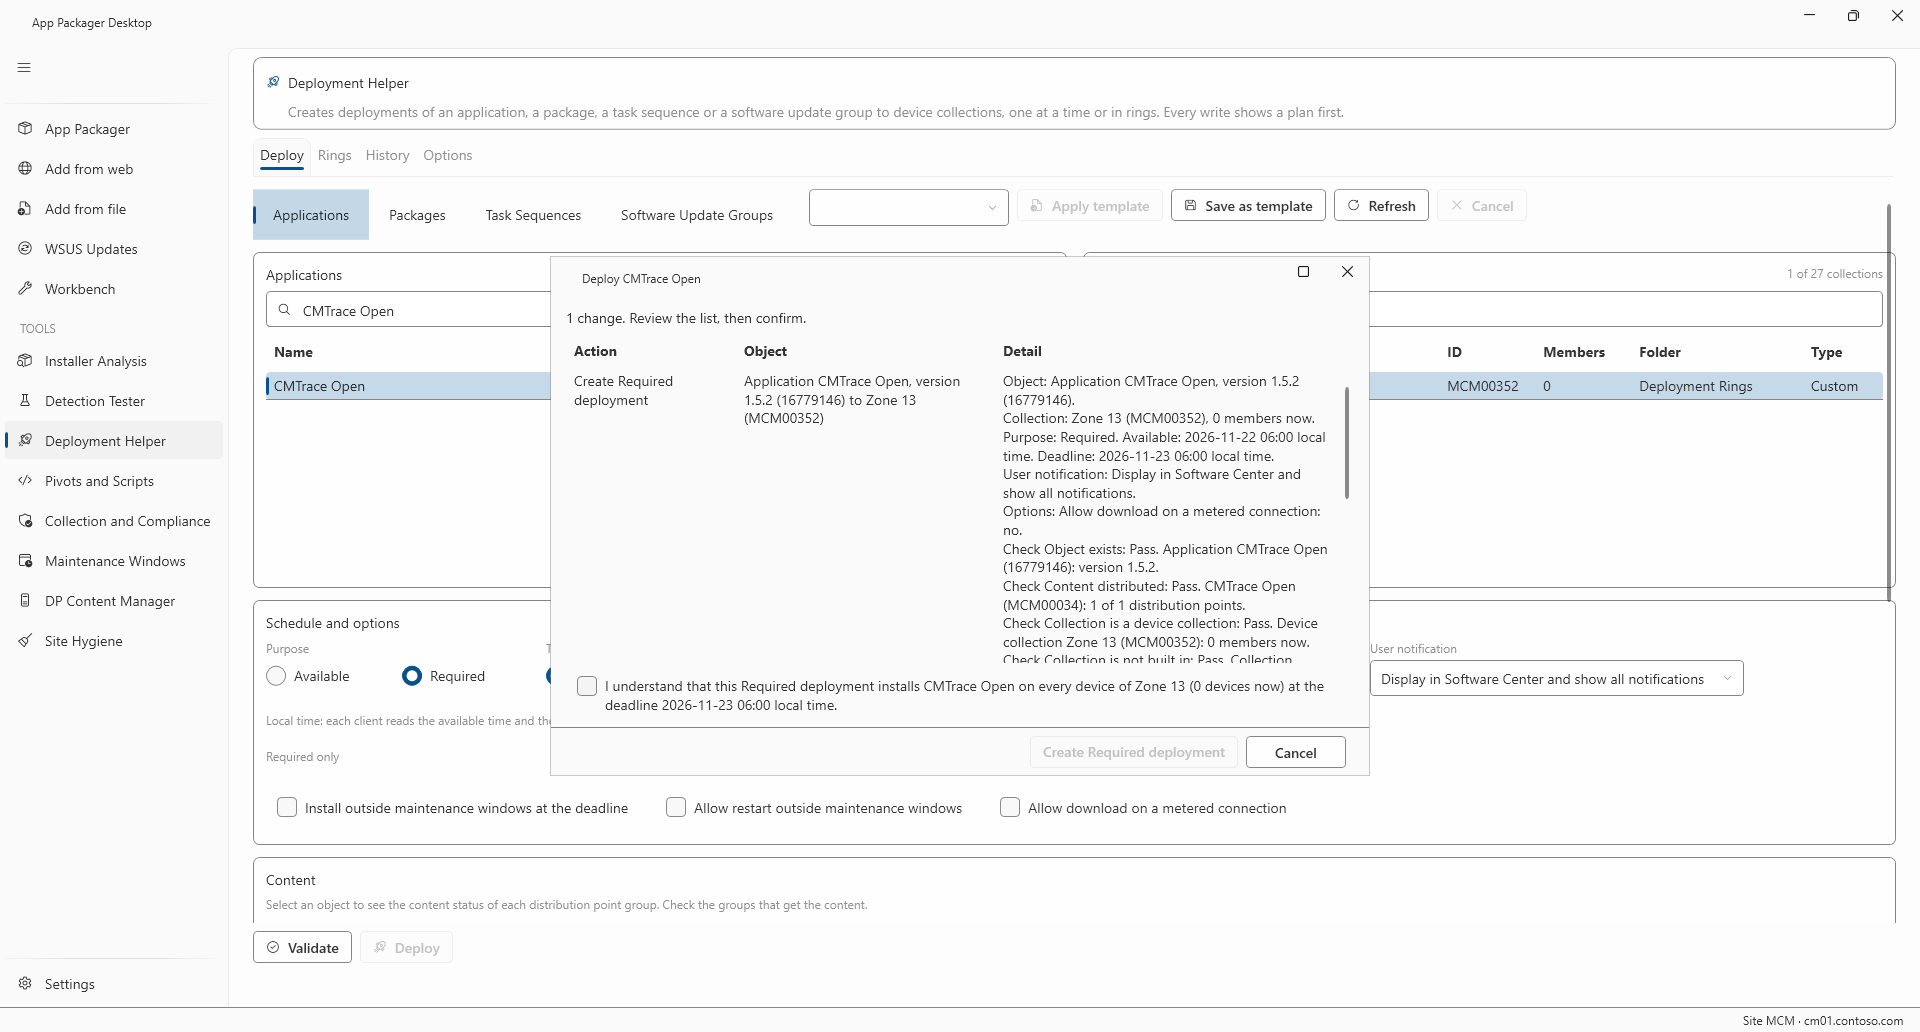 App Packager Desktop
App Packager
Add from web
Add from file
WSUS Updates
Workbench
TOOLS
Installer Analysis
Detection Tester
Deployment Helper
Pivots and Scripts
Collection and Compliance
Maintenance Windows
DP Content Manager
Site Hygiene
Settings
Deployment Helper
Creates deployments of an application, a package, a task sequence or a software update group to device collections, one at a time or in rings. Every write shows a plan first.
Deploy Rings History Options
Applications Packages Task Sequences Software Update Groups Apply template Save as template Refresh Cancel
Applications
CMTrace Open
Name
CMTrace Open
1 of 27 collections
ID Members Folder Type
MCM00352 0 Deployment Rings Custom
Deploy CMTrace Open
1 change. Review the list, then confirm.
Action Object Detail
Create Required
deployment
Application CMTrace Open, version
1.5.2 (16779146) to Zone 13
(MCM00352)
Object: Application CMTrace Open, version 1.5.2
(16779146).
Collection: Zone 13 (MCM00352), 0 members now.
Purpose: Required. Available: 2026-11-22 06:00 local
time. Deadline: 2026-11-23 06:00 local time.
User notification: Display in Software Center and
show all notifications.
Options: Allow download on a metered connection:
no.
Check Object exists: Pass. Application CMTrace Open
(16779146): version 1.5.2.
Check Content distributed: Pass. CMTrace Open
(MCM00034): 1 of 1 distribution points.
Check Collection is a device collection: Pass. Device
collection Zone 13 (MCM00352): 0 members now.
Check Collection is not built in: Pass. Collection
I understand that this Required deployment installs CMTrace Open on every device of Zone 13 (0 devices now) at the
deadline 2026-11-23 06:00 local time.
Create Required deployment Cancel
Schedule and options
Purpose
Available Required
User notification
Display in Software Center and show all notifications
Local time: each client reads the available time and the
Required only
Install outside maintenance windows at the deadline Allow restart outside maintenance windows Allow download on a metered connection
Content
Select an object to see the content status of each distribution point group. Check the groups that get the content.
Validate Deploy
Site MCM · cm01.contoso.com